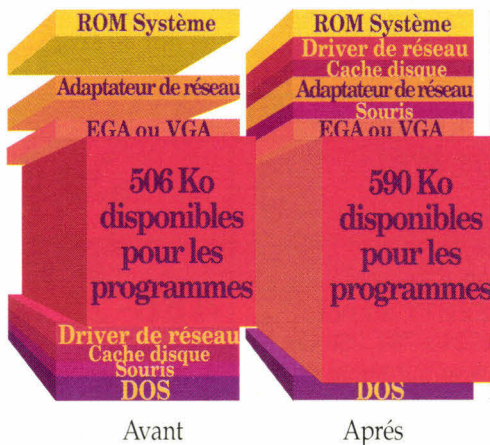 ROM Système
Adaptateur de réseau
EGA ou VGA
506 Ko
disponibles
pour les
programmes
Driver de réseau
Cache disque
Souris
DOS
Avant
ROM Système
Driver de réseau
Cache disque
Adaptateur de réseau
Souris
EGA ou VGA
590 Ko
disponibles
pour les
programmes
DOS
Aprés